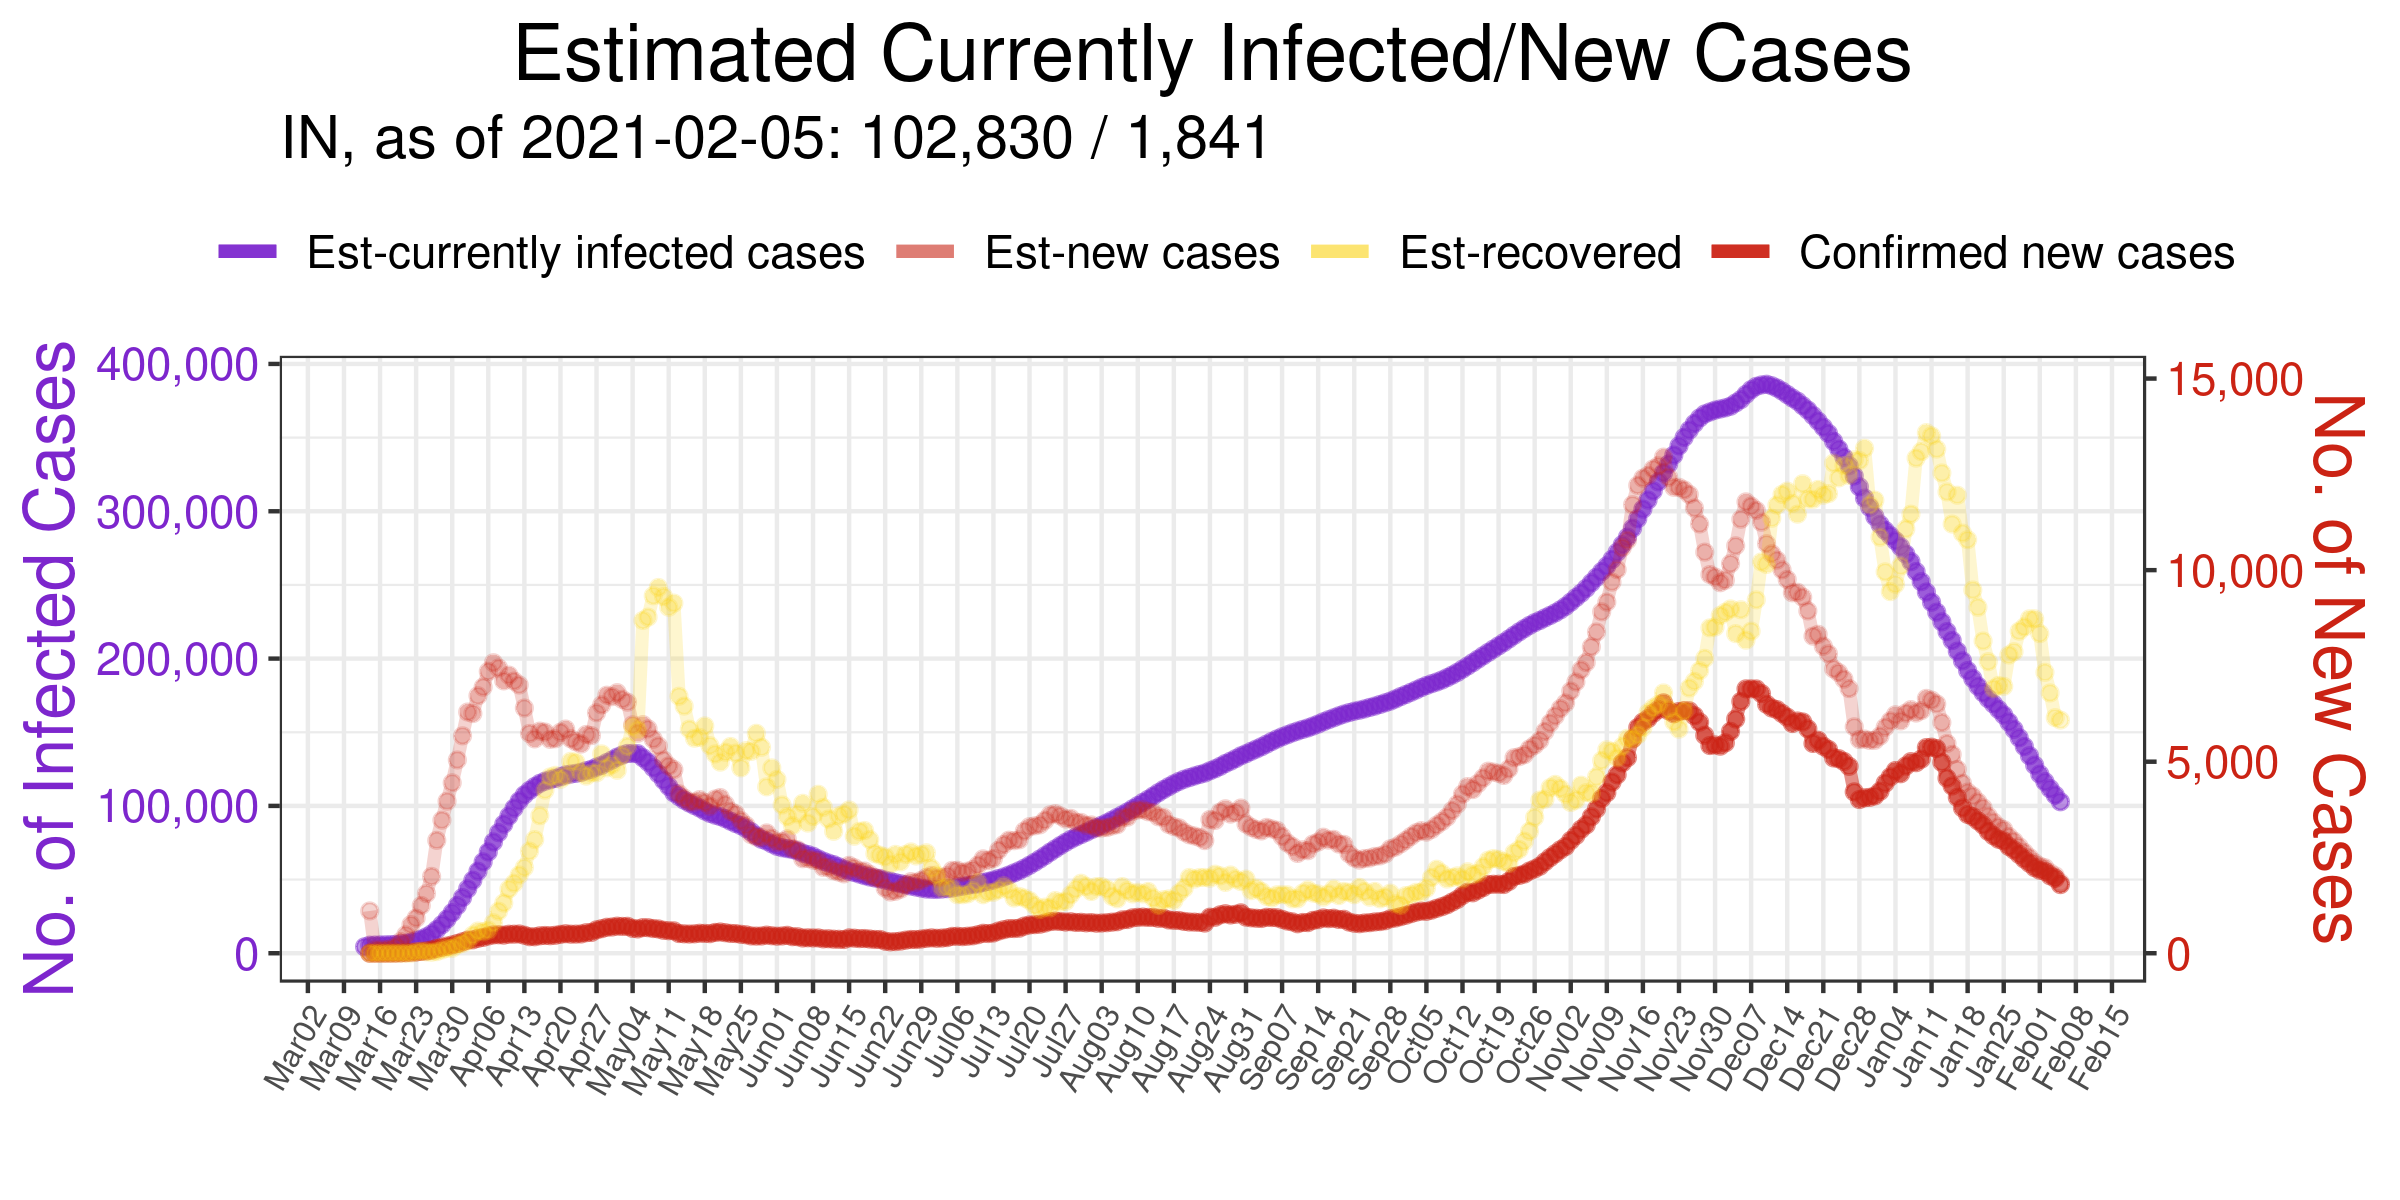 Estimated Currently Infected/New Cases
IN, as of 2021-02-05: 102,830 / 1,841
Est-currently infected cases Est-new cases Est-recovered Confirmed new cases
No. of Infected Cases
400,000
300,000
200,000
100,000
0
15,000
10,000
5,000
0
No. of New Cases
Mar02 Mar09 Mar16 Mar23 Mar30 Apr06 Apr13 Apr20 Apr27 May04 May11 May18 May25 Jun01 Jun08 Jun15 Jun22 Jun29 Jul06 Jul13 Jul20 Jul27 Aug03 Aug10 Aug17 Aug24 Aug31 Sep07 Sep14 Sep21 Sep28 Oct05 Oct12 Oct19 Oct26 Nov02 Nov09 Nov16 Nov23 Nov30 Dec07 Dec14 Dec21 Dec28 Jan04 Jan11 Jan18 Jan25 Feb01 Feb08 Feb15